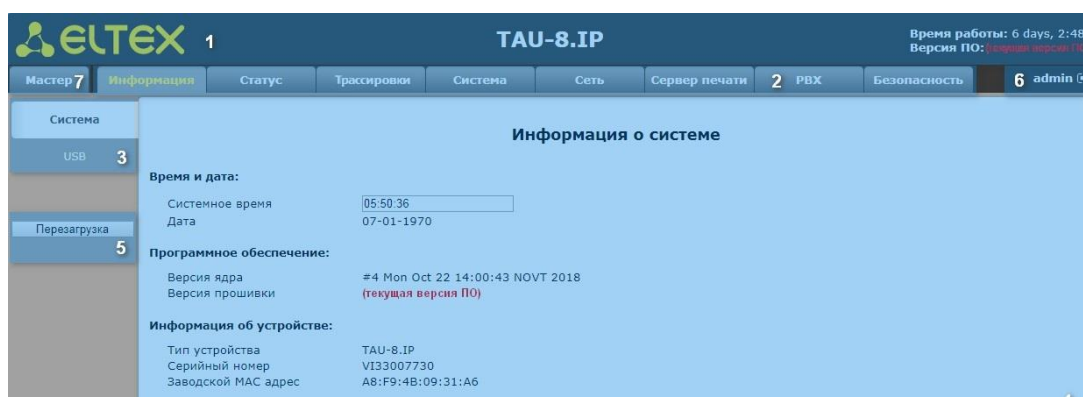 ELTEX 1 TAU-8.IP Время работы: 6 days, 2:48
Версия ПО: (текущая версия ПО)
Мастер 7 Информация Статус Трассировки Система Сеть Сервер печати 2 PBX Безопасность 6 admin
Система
Информация о системе
USB 3
Время и дата:
Системное время 05:50:36
Дата 07-01-1970
Перезагрузка
5
Программное обеспечение:
Версия ядра #4 Mon Oct 22 14:00:43 NOVT 2018
Версия прошивки (текущая версия ПО)
Информация об устройстве:
Тип устройства TAU-8.IP
Серийный номер VI33007730
Заводской MAC адрес A8:F9:4B:09:31:A6